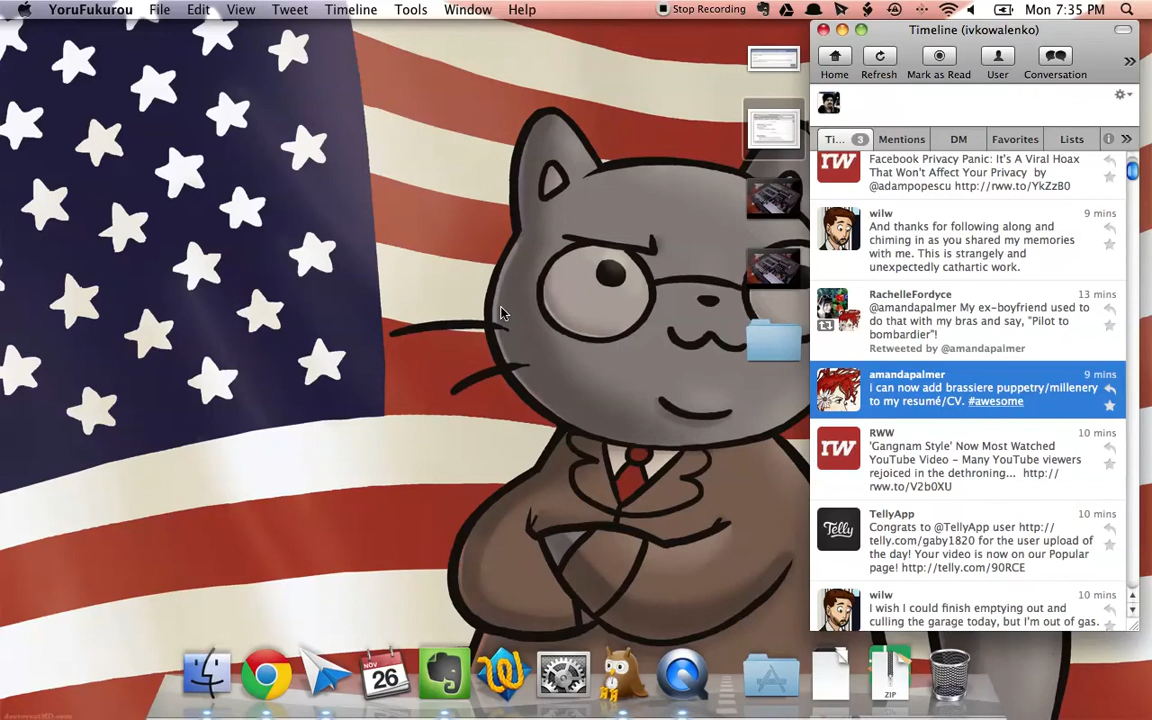 YoruFukurou File Edit View Tweet Timeline Tools Window Help Stop Recording Mon 7:35 PM
Timeline (ivkowalenko)
Home Refresh Mark as Read User Conversation
Ti... 3 Mentions DM Favorites Lists
rw
Facebook Privacy Panic: It's A Viral Hoax
That Won't Affect Your Privacy by
@adampopescu http://rww.to/YkZzB0
wilw 9 mins
And thanks for following along and
chiming in as you shared my memories
with me. This is strangely and
unexpectedly cathartic work.
RachelleFordyce 13 mins
@amandapalmer My ex-boyfriend used to
do that with my bras and say, "Pilot to
bombardier"!
Retweeted by @amandapalmer
amandapalmer 9 mins
i can now add brassiere puppetry/millenery
to my resumé/CV. #awesome
RWW 10 mins
rw
'Gangnam Style' Now Most Watched
YouTube Video – Many YouTube viewers
rejoiced in the dethroning... http://
rww.to/V2b0XU
TellyApp 10 mins
Telly
Congrats to @TellyApp user http://
telly.com/gaby1820 for the user upload of
the day! Your video is now on our Popular
page! http://telly.com/90RCE
wilw 10 mins
I wish I could finish emptying out and
culling the garage today, but I'm out of gas.
NOV
26
ZIP